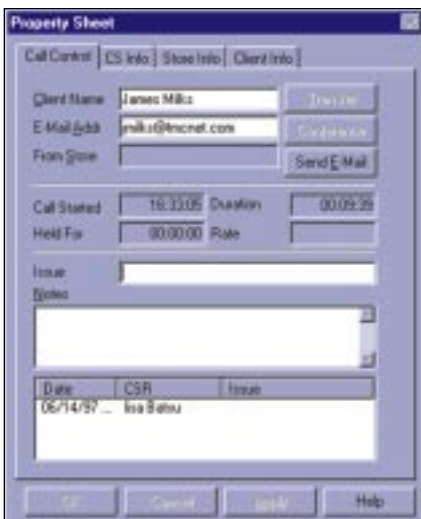 Property Sheet
Call Control CS Info Store Info Client Info
Client Name James Milks Transfer
E-Mail Addr jmilks@tmcnet.com Conference
From Store Send E-Mail
Call Started 16:33:05 Duration 00:09:39
Held For 00:00:00 Rate
Issue
Notes
Date CSR Issue
06/14/97 ... lisa Batsu
OK Cancel Apply Help